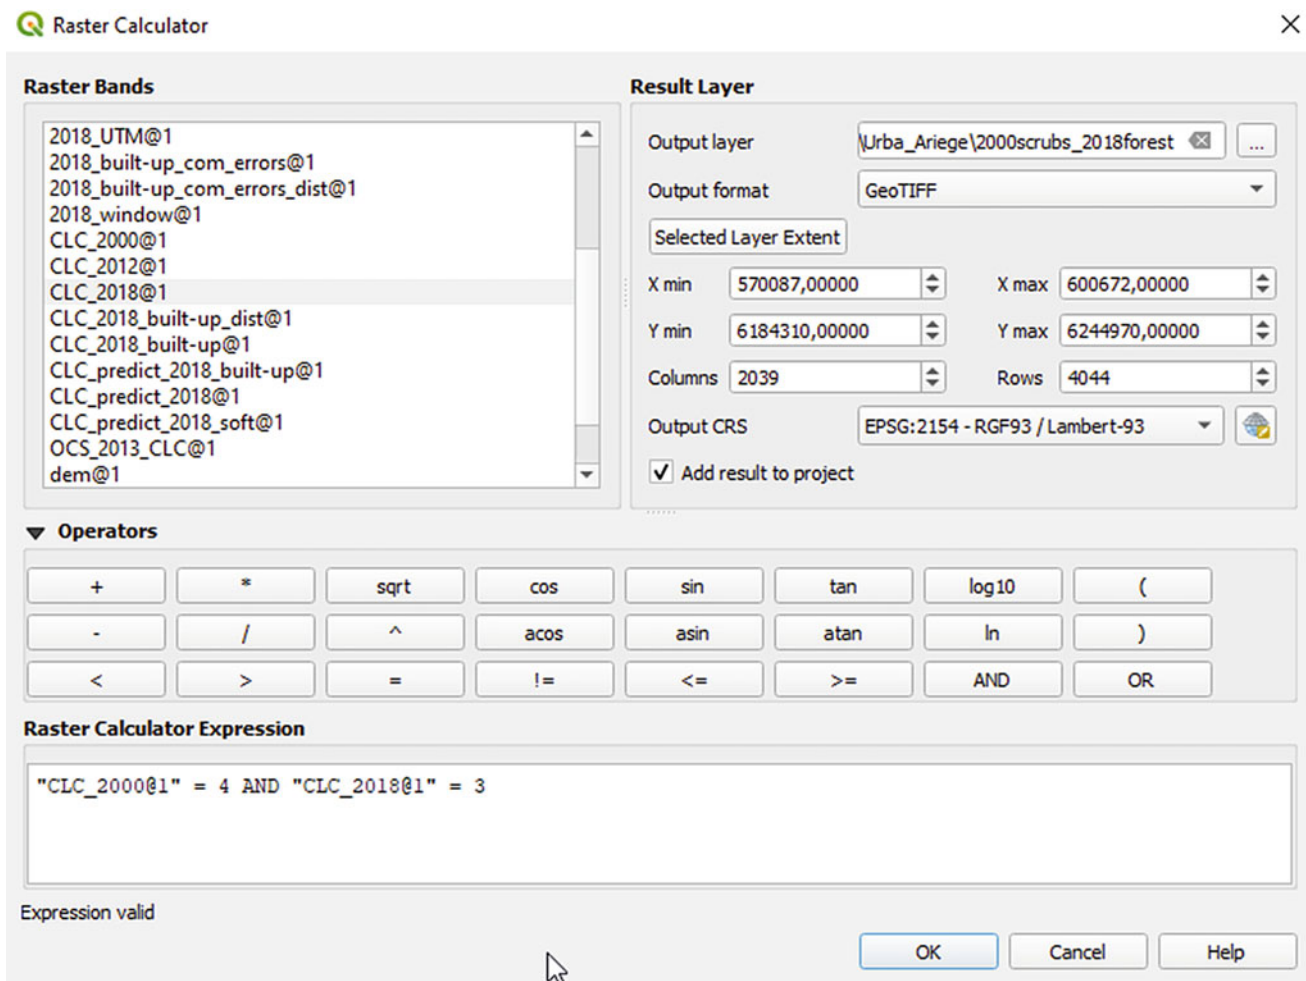 Raster Calculator
Raster Bands
2018_UTM@1
2018_built-up_com_errors@1
2018_built-up_com_errors_dist@1
2018_window@1
CLC_2000@1
CLC_2012@1
CLC_2018@1
CLC_2018_built-up_dist@1
CLC_2018_built-up@1
CLC_predict_2018_built-up@1
CLC_predict_2018@1
CLC_predict_2018_soft@1
OCS_2013_CLC@1
dem@1
Result Layer
Output layer \Urba_Ariege\2000scrubs_2018forest ...
Output format GeoTIFF
Selected Layer Extent
X min 570087,00000 X max 600672,00000
Y min 6184310,00000 Y max 6244970,00000
Columns 2039 Rows 4044
Output CRS EPSG:2154 - RGF93 / Lambert-93
Add result to project
Operators
+ * sqrt cos sin tan log10 (
- / ^ acos asin atan ln )
< > = != <= >= AND OR
Raster Calculator Expression
"CLC_2000@1" = 4 AND "CLC_2018@1" = 3
Expression valid
OK Cancel Help